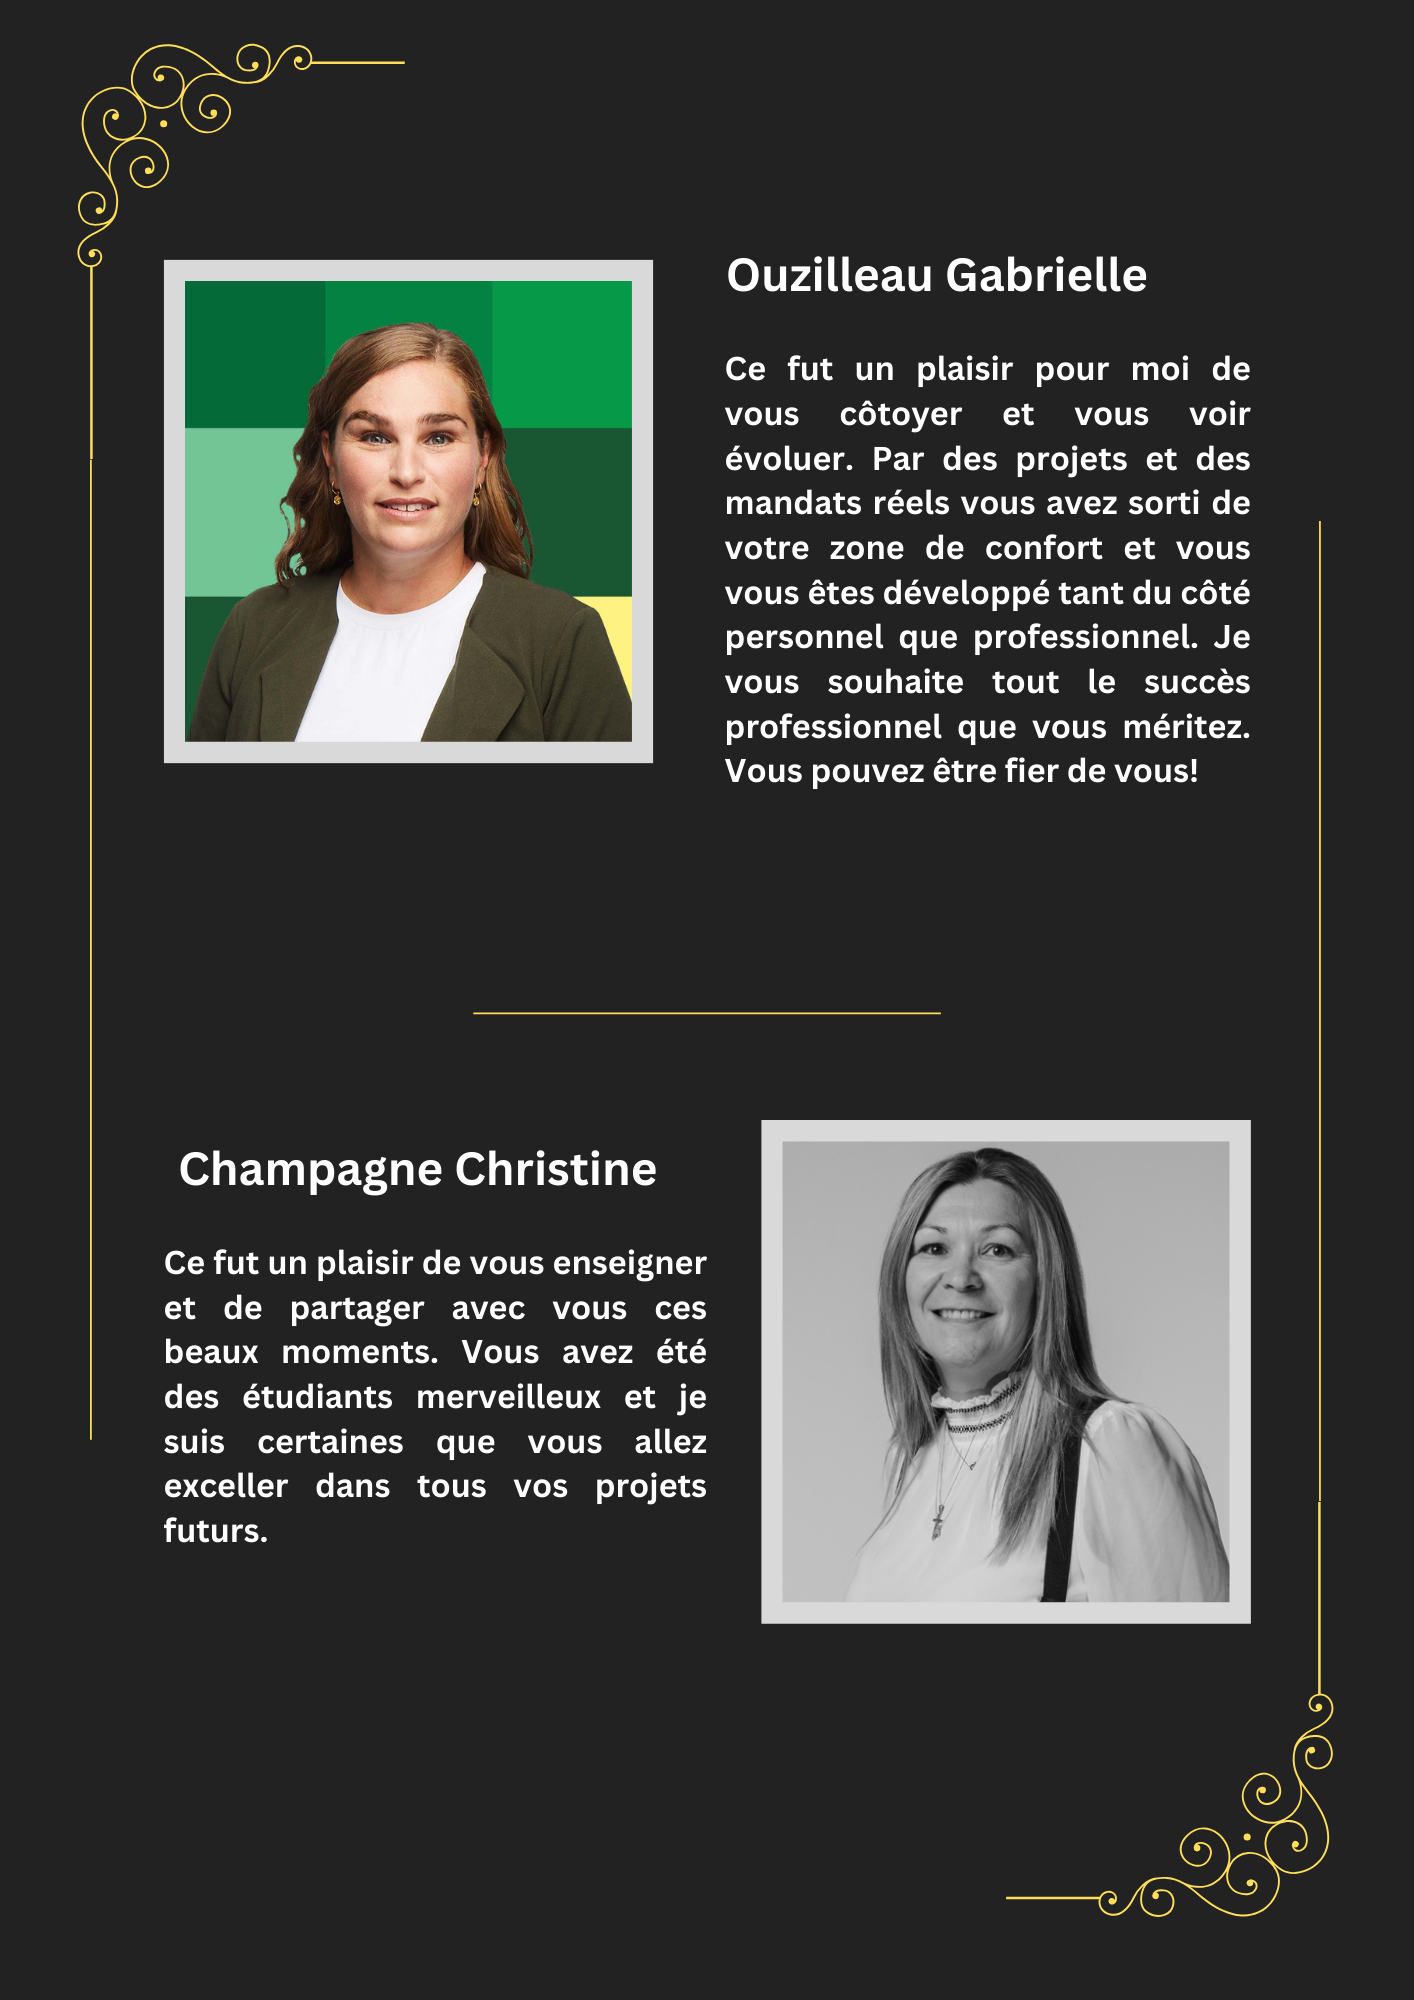 Ouzilleau Gabrielle
Ce fut un plaisir pour moi de
vous côtoyer et vous voir
évoluer. Par des projets et des
mandats réels vous avez sorti de
votre zone de confort et vous
vous êtes développé tant du côté
personnel que professionnel. Je
vous souhaite tout le succès
professionnel que vous méritez.
Vous pouvez être fier de vous!
Champagne Christine
Ce fut un plaisir de vous enseigner
et de partager avec vous ces
beaux moments. Vous avez été
des étudiants merveilleux et je
suis certaines que vous allez
exceller dans tous vos projets
futurs.